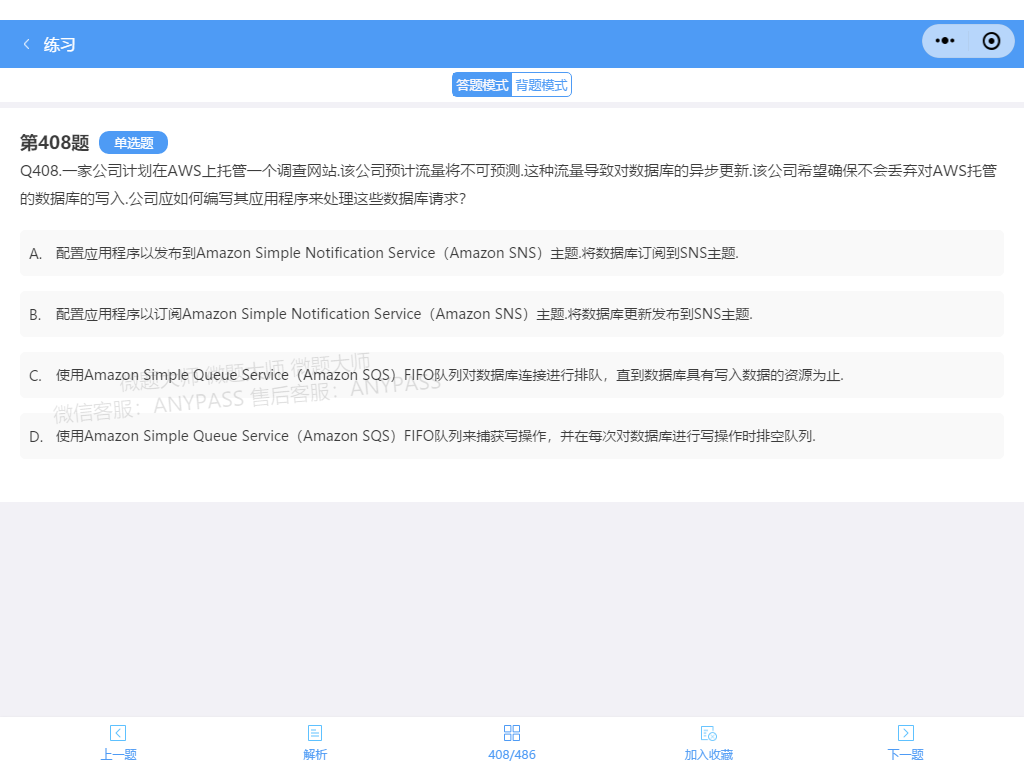 练习
答题模式 背题模式
第408题 单选题
Q408.一家公司计划在AWS上托管一个调查网站.该公司预计流量将不可预测.这种流量导致对数据库的异步更新.该公司希望确保不会丢弃对AWS托管
的数据库的写入.公司应如何编写其应用程序来处理这些数据库请求?
A. 配置应用程序以发布到Amazon Simple Notification Service（Amazon SNS）主题.将数据库订阅到SNS主题.
B. 配置应用程序以订阅Amazon Simple Notification Service（Amazon SNS）主题.将数据库更新发布到SNS主题.
微题大师 微题大师 微题大师
C. 使用Amazon Simple Queue Service（Amazon SQS）FIFO队列对数据库连接进行排队，直到数据库具有写入数据的资源为止.
微信客服：ANYPASS 售后客服：ANYPASS
D. 使用Amazon Simple Queue Service（Amazon SQS）FIFO队列来捕获写操作，并在每次对数据库进行写操作时排空队列.
上一题 解析 408/486 加入收藏 下一题